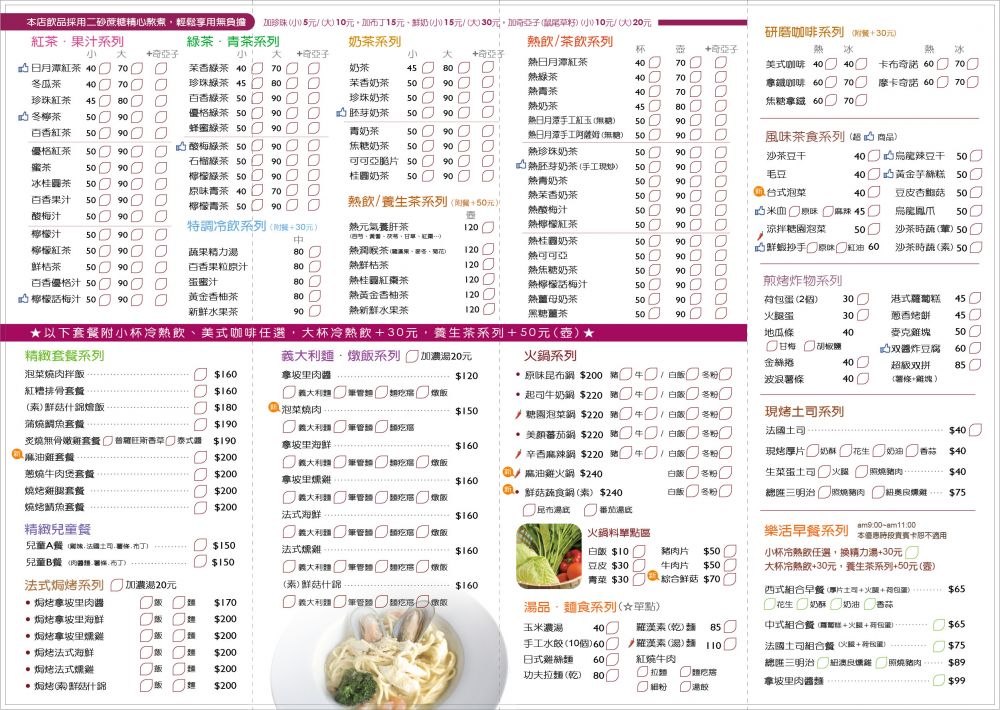 本店飲品採用二砂蔗糖精心熬煮，輕鬆享用無負擔
加珍珠(小)5元/(大)10元。加布丁15元。鮮奶(小)15元/(大)30元。加奇亞子(鼠尾草籽)(小)10元/(大)20元
紅茶．果汁系列
小 大 +奇亞子
日月潭紅茶 40 70
冬瓜茶 40 70
珍珠紅茶 45 80
冬檸茶 50 90
百香紅茶 50 90
優格紅茶 50 90
蜜茶 50 90
冰桂圓茶 50 90
百香果汁 50 90
酸梅汁 50 90
檸檬汁 50 90
檸檬紅茶 50 90
鮮桔茶 50 90
百香優格汁 50 90
檸檬話梅汁 50 90
綠茶．青茶系列
小 大 +奇亞子
茉香綠茶 40 70
珍珠綠茶 45 80
百香綠茶 50 90
優格綠茶 50 90
蜂蜜綠茶 50 90
酸梅綠茶 50 90
石榴綠茶 50 90
檸檬綠茶 50 90
原味青茶 40 70
檸檬青茶 50 90
特調冷飲系列 (附餐+30元)
中
蔬果精力湯 80
百香果粒原汁 80
蛋蜜汁 80
黃金香柚茶 80
新鮮水果茶 90
奶茶系列
小 大 +奇亞子
奶茶 45 80
茉香奶茶 50 90
珍珠奶茶 50 90
胚芽奶茶 50 90
青奶茶 50 90
焦糖奶茶 50 90
可可亞脆片 50 90
桂圓奶茶 50 90
熱飲/養生茶系列 (附餐+50元)
壺
熱元氣養肝茶 120
熱潤喉茶 120
熱鮮桔茶 120
熱桂圓紅棗茶 120
熱黃金香柚茶 120
熱新鮮水果茶 120
熱飲/茶飲系列
杯 壺 +奇亞子
熱日月潭紅茶 40 70
熱綠茶 40 70
熱青茶 40 70
熱奶茶 45 80
熱日月潭手工紅玉(無糖) 50 90
熱日月潭手工阿薩姆(無糖) 50 90
熱珍珠奶茶 50 90
熱胚芽奶茶(手工現炒) 50 90
熱青奶茶 50 90
熱茉香奶茶 50 90
熱酸梅汁 50 90
熱檸檬紅茶 50 90
熱桂圓奶茶 50 90
熱可可亞 50 90
熱焦糖奶茶 50 90
熱檸檬話梅汁 50 90
熱薑母奶茶 50 90
黑糖薑茶 50 90
研磨咖啡系列 (附餐+30元)
熱 冰 熱 冰
美式咖啡 40 40 卡布奇諾 60 70
拿鐵咖啡 60 70 摩卡奇諾 60 70
焦糖拿鐵 60 70
風味茶食系列 (超 商品)
沙茶豆干 40 烏龍辣豆干 50
毛豆 40 黃金芋絲糕 50
新 台式泡菜 40 豆皮杏鮑菇 50
米血 原味 麻辣 45 烏龍鳳爪 50
涼拌糖園泡菜 50 沙茶時蔬(葷) 50
鮮蝦抄手 原味 紅油 60 沙茶時蔬(素) 50
煎烤炸物系列
荷包蛋(2個) 30 港式蘿蔔糕 45
火腿蛋 30 蔥香烤餅 45
地瓜條 40 麥克雞塊 50
甘梅 胡椒鹽 双醬炸豆腐 60
金絲捲 40 超級双拼 85
波浪薯條 40 (薯條+雞塊)
現烤土司系列
法國土司 $40
現烤厚片 奶酥 花生 奶油 香蒜 $40
生菜蛋土司 火腿 照燒豬肉 $40
總匯三明治 照燒豬肉 紐奧良燻雞 $75
樂活早餐系列 am9:00~am11:00
本優惠時段貴賓卡恕不適用
小杯冷熱飲任選，換精力湯+30元
大杯冷熱飲+30元，養生茶系列+50元(壺)
西式組合早餐(厚片土司+火腿+荷包蛋) $65
花生 奶酥 奶油 香蒜
中式組合餐(蘿蔔糕+火腿+荷包蛋) $65
法國土司組合餐(火腿+荷包蛋) $75
總匯三明治 紐澳良燻雞 照燒豬肉 $89
拿坡里肉醬麵 $99
★以下套餐附小杯冷熱飲、美式咖啡任選，大杯冷熱飲+30元，養生茶系列+50元(壺)★
精緻套餐系列
泡菜燒肉拌飯 $160
紅糟排骨套餐 $160
(素)鮮菇什錦燴飯 $180
蒲燒鯛魚套餐 $190
炙燒無骨嫩雞套餐 普羅旺斯香草 泰式醬 $190
新 麻油雞套餐 $200
蔥燒牛肉煲套餐 $200
燒烤雞腿套餐 $200
燒烤鯖魚套餐 $200
精緻兒童餐
兒童A餐 (雞塊.法國土司.薯條.布丁) $150
兒童B餐 (肉醬麵.薯條.布丁) $150
法式焗烤系列 加濃湯20元
• 焗烤拿坡里肉醬 飯 麵 $170
• 焗烤拿坡里海鮮 飯 麵 $200
• 焗烤拿坡里燻雞 飯 麵 $200
• 焗烤法式海鮮 飯 麵 $200
• 焗烤法式燻雞 飯 麵 $200
• 焗烤(素)鮮菇什錦 飯 麵 $200
義大利麵．燉飯系列 加濃湯20元
拿坡里肉醬 $120
義大利麵 筆管麵 麵疙瘩 燉飯
新 泡菜燒肉 $150
義大利麵 筆管麵 麵疙瘩
拿坡里海鮮 $160
義大利麵 筆管麵 麵疙瘩 燉飯
拿坡里燻雞 $160
義大利麵 筆管麵 麵疙瘩 燉飯
法式海鮮 $160
義大利麵 筆管麵 麵疙瘩 燉飯
法式燻雞 $160
義大利麵 筆管麵 麵疙瘩 燉飯
(素)鮮菇什錦 $160
義大利麵 筆管麵 麵疙瘩 燉飯
火鍋系列
• 原味昆布鍋 $200 豬 牛 / 白飯 冬粉
• 起司牛奶鍋 $220 豬 牛 / 白飯 冬粉
糖園泡菜鍋 $220 豬 牛 / 白飯 冬粉
• 美顏蕃茄鍋 $220 豬 牛 / 白飯 冬粉
辛香麻辣鍋 $220 豬 牛 / 白飯 冬粉
新 麻油雞火鍋 $240 白飯 冬粉
新 • 鮮菇蔬食鍋(素) $240 白飯 冬粉
昆布湯底 蕃茄湯底
火鍋料單點區
白飯 $10 豬肉片 $50
豆皮 $30 牛肉片 $50
青菜 $30 新 綜合鮮菇 $70
湯品．麵食系列(☆單點)
玉米濃湯 40 羅漢素(乾)麵 85
手工水餃(10個) 60 羅漢素(湯)麵 110
日式雞絲麵 60 紅燒牛肉
功夫拉麵(乾) 80 拉麵 麵疙瘩
細粉 湯飯